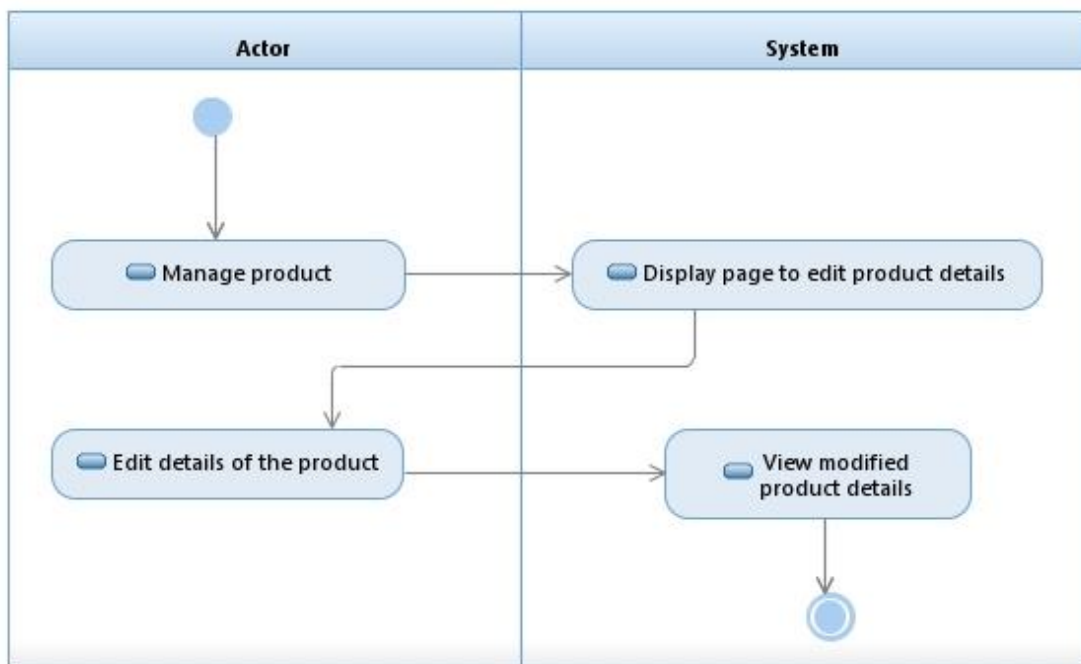 Actor
System
Manage product
Display page to edit product details
Edit details of the product
View modified
product details